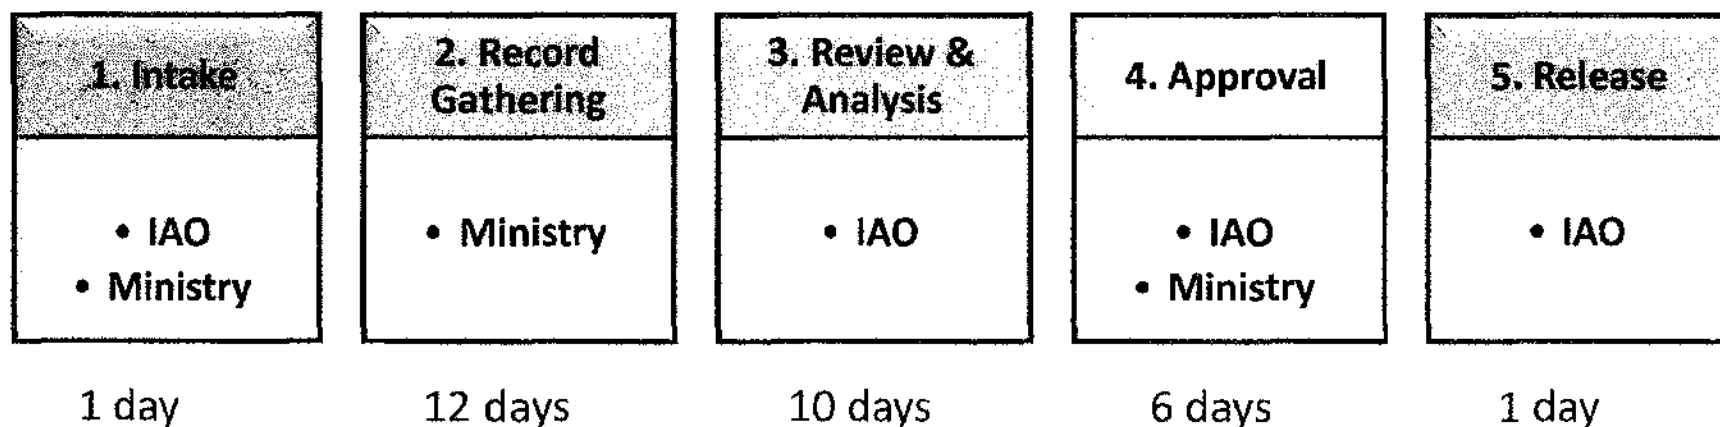 1. Intake
2. Record
Gathering
3. Review &
Analysis
4. Approval
5. Release
• IAO
• Ministry
• Ministry
• IAO
• IAO
• Ministry
• IAO
1 day
12 days
10 days
6 days
1 day